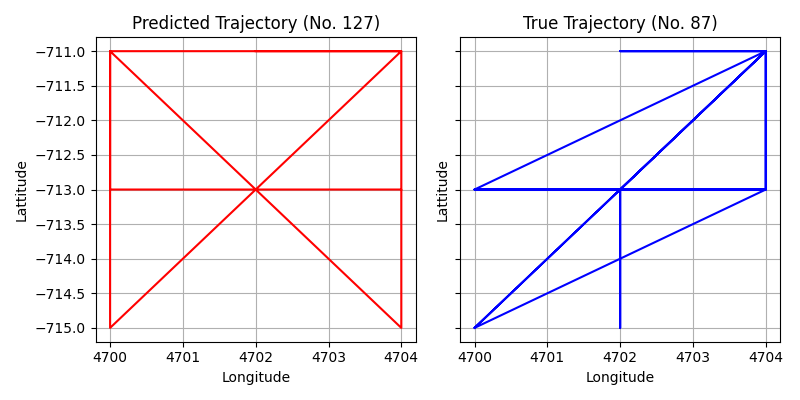 Predicted Trajectory (No. 127)
True Trajectory (No. 87)
−711.0
−711.5
−712.0
−712.5
−713.0
−713.5
−714.0
−714.5
−715.0
Lattitude
Lattitude
4700 4701 4702 4703 4704
4700 4701 4702 4703 4704
Longitude
Longitude